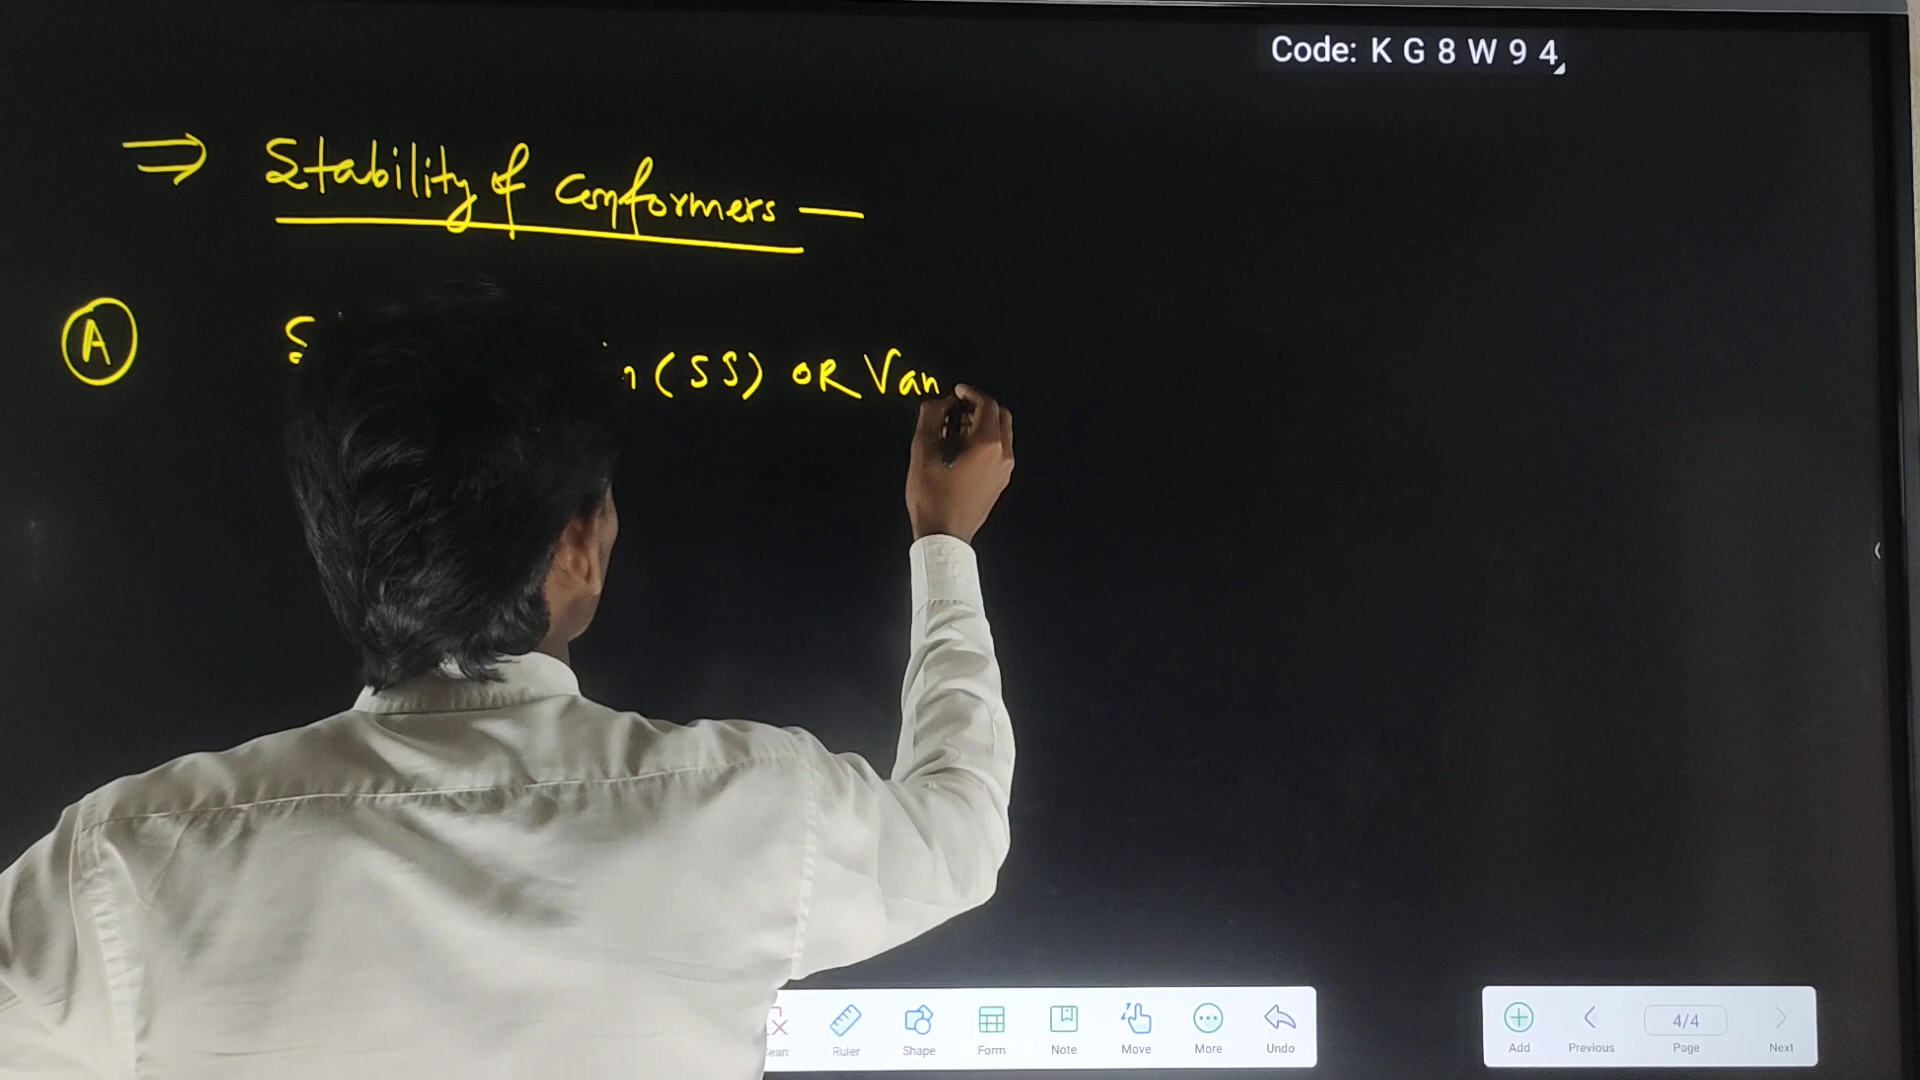 Code: K G 8 W 9 4
⇒ Stability of conformers —
A (SS) OR Van
Ruler Shape Form Note Move More Undo Add Previous 4/4 Page Next